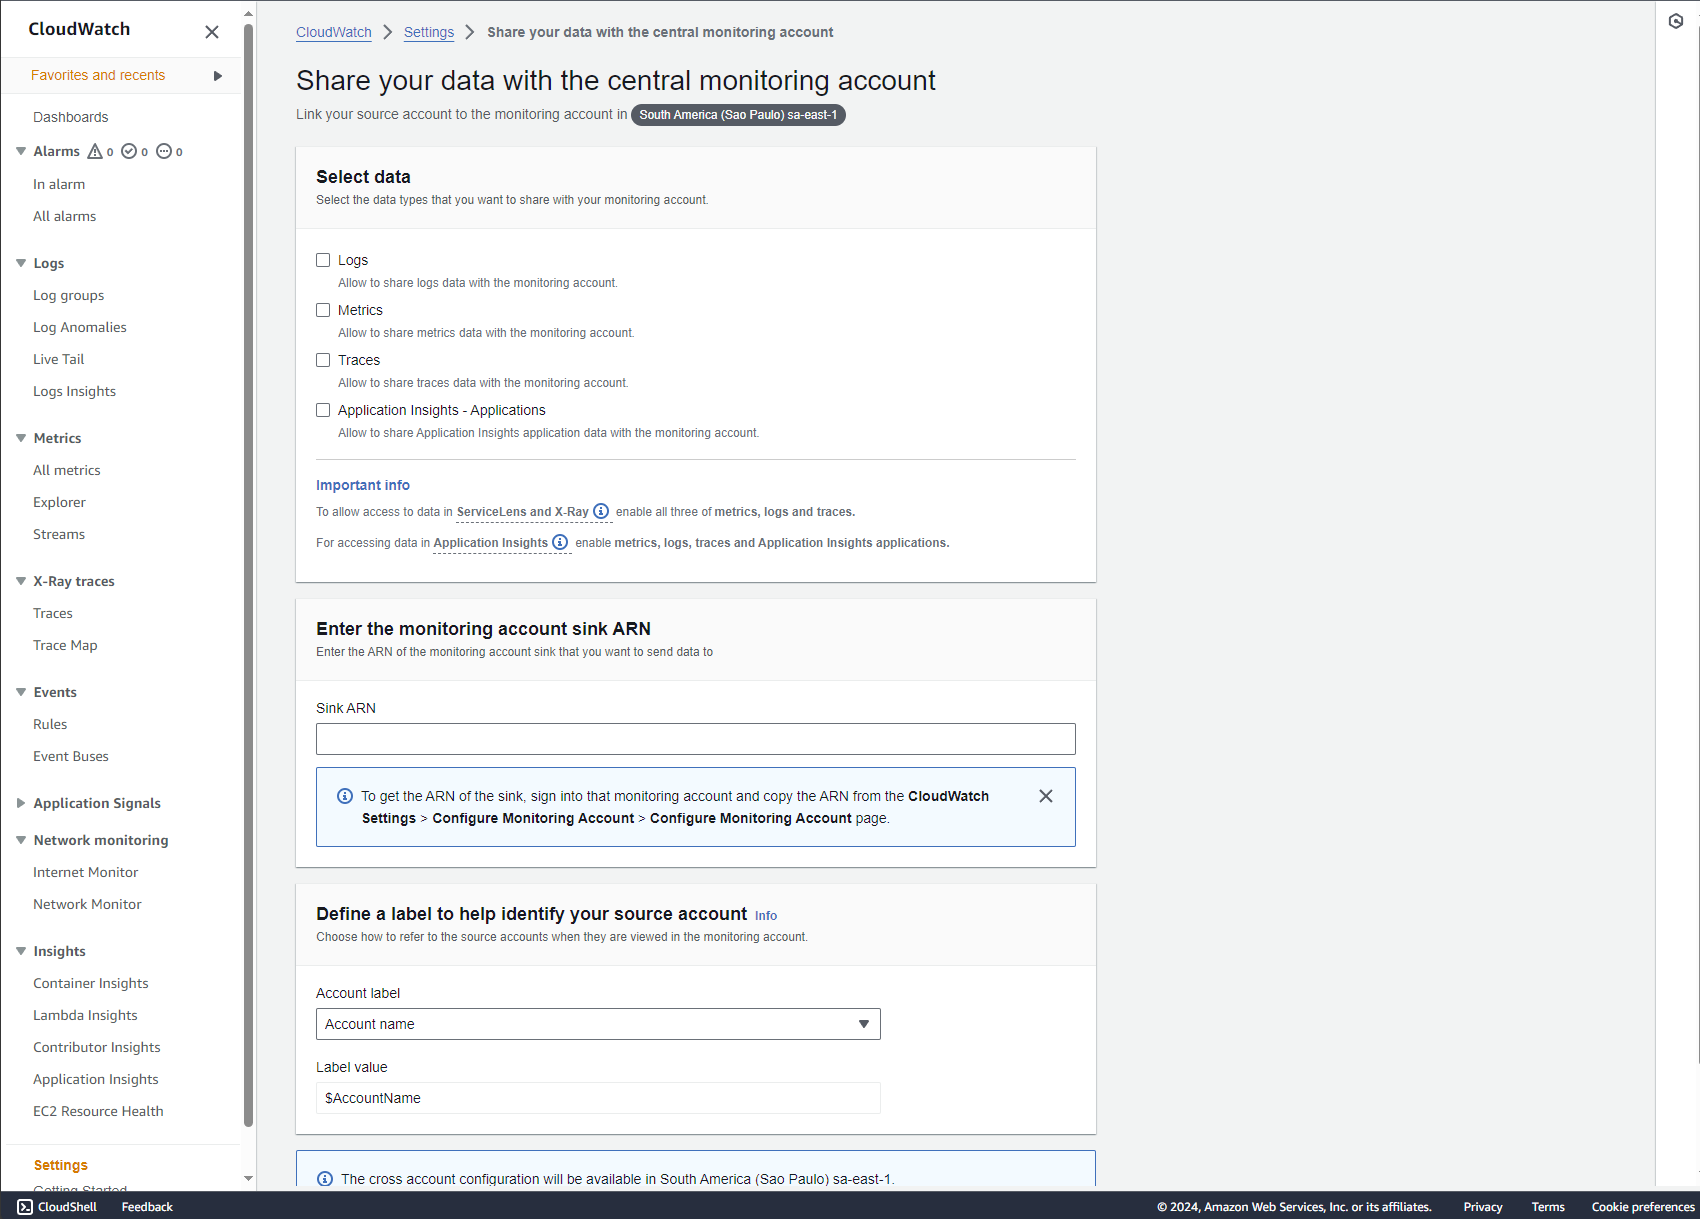 CloudWatch
Favorites and recents
Dashboards
Alarms 0 0 0
In alarm
All alarms
Logs
Log groups
Log Anomalies
Live Tail
Logs Insights
Metrics
All metrics
Explorer
Streams
X-Ray traces
Traces
Trace Map
Events
Rules
Event Buses
Application Signals
Network monitoring
Internet Monitor
Network Monitor
Insights
Container Insights
Lambda Insights
Contributor Insights
Application Insights
EC2 Resource Health
Settings
Getting Started
CloudWatch Settings Share your data with the central monitoring account
Share your data with the central monitoring account
Link your source account to the monitoring account in South America (Sao Paulo) sa-east-1
Select data
Select the data types that you want to share with your monitoring account.
Logs
Allow to share logs data with the monitoring account.
Metrics
Allow to share metrics data with the monitoring account.
Traces
Allow to share traces data with the monitoring account.
Application Insights - Applications
Allow to share Application Insights application data with the monitoring account.
Important info
To allow access to data in ServiceLens and X-Ray enable all three of metrics, logs and traces.
For accessing data in Application Insights enable metrics, logs, traces and Application Insights applications.
Enter the monitoring account sink ARN
Enter the ARN of the monitoring account sink that you want to send data to
Sink ARN
To get the ARN of the sink, sign into that monitoring account and copy the ARN from the CloudWatch
Settings > Configure Monitoring Account > Configure Monitoring Account page.
Define a label to help identify your source account Info
Choose how to refer to the source accounts when they are viewed in the monitoring account.
Account label
Account name
Label value
$AccountName
The cross account configuration will be available in South America (Sao Paulo) sa-east-1.
CloudShell Feedback © 2024, Amazon Web Services, Inc. or its affiliates. Privacy Terms Cookie preferences